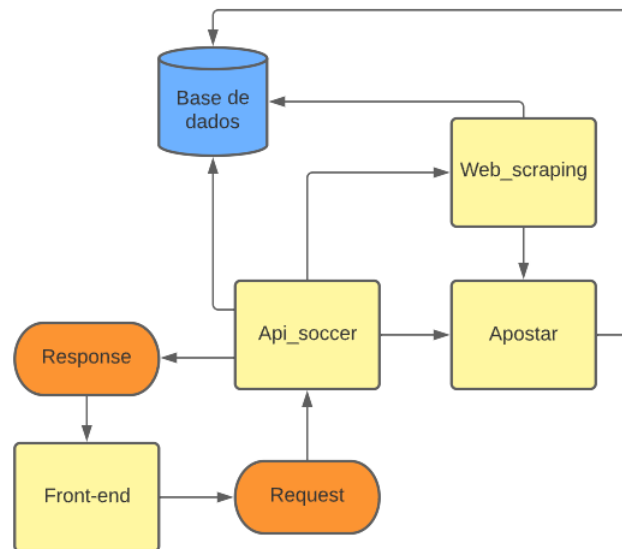 Base de
dados
Web_scraping
Api_soccer
Apostar
Response
Front-end
Request